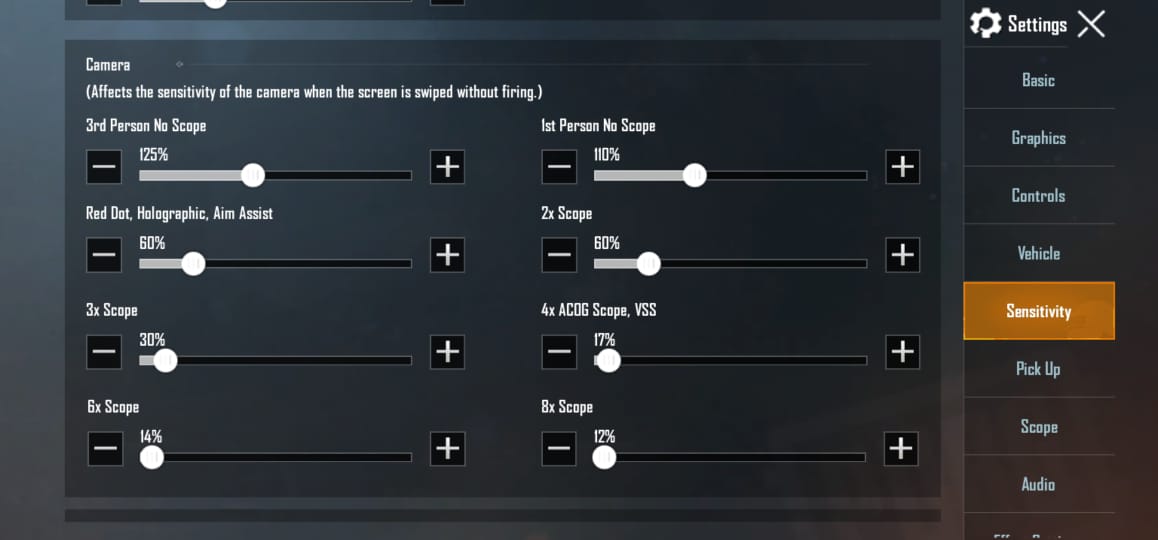 Settings
Camera
(Affects the sensitivity of the camera when the screen is swiped without firing.)
3rd Person No Scope
125%
1st Person No Scope
110%
Red Dot, Holographic, Aim Assist
60%
2x Scope
60%
3x Scope
30%
4x ACOG Scope, VSS
17%
6x Scope
14%
8x Scope
12%
Basic
Graphics
Controls
Vehicle
Sensitivity
Pick Up
Scope
Audio